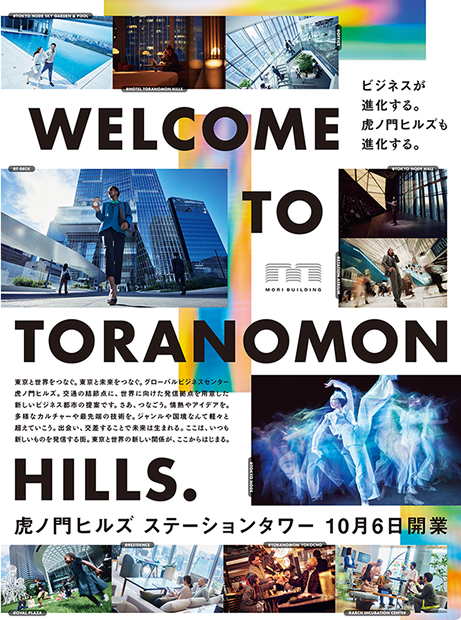 @TOKYO NODE SKY GARDEN & POOL
@HOTEL TORANOMON HILLS
@OFFICE
ビジネスが
進化する。
虎ノ門ヒルズも
進化する。
WELCOME
@T-DECK
@TOKYO NODE HALL
TO
MORI BUILDING
@STATION ATRIUM
TORANOMON
東京と世界をつなぐ。東京と未来をつなぐ。グローバルビジネスセンター
虎ノ門ヒルズ。交通の結節点に、世界に向けた発信拠点を用意した
新しいビジネス都市の提案です。さあ、つなごう。情熱やアイデアを。
多様なカルチャーや最先端の技術を。ジャンルや国境なんて軽々と
越えていこう。出会い、交差することで未来は生まれる。ここは、いつも
新しいものを発信する街。東京と世界の新しい関係が、ここからはじまる。
@TOKYO NODE
HILLS.
虎ノ門ヒルズ ステーションタワー 10月6日開業
@OVAL PLAZA
@RESIDENCE
@TORANOMON YOKOCHO
@ARCH INCUBATION CENTER